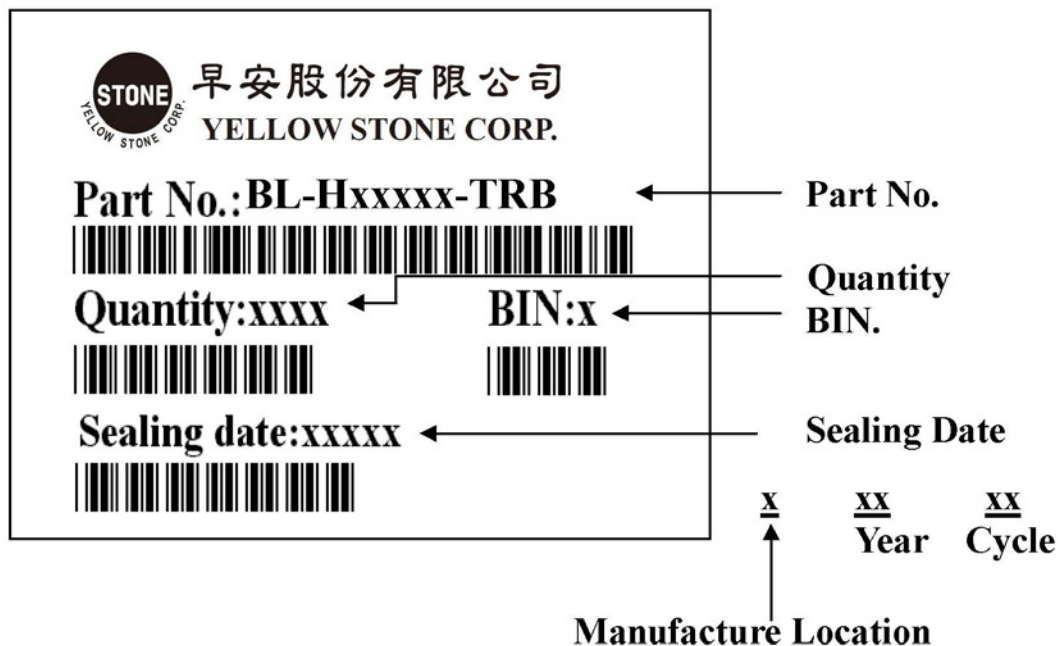 STONE
YELLOW STONE CORP.
早安股份有限公司
YELLOW STONE CORP.
Part No.:BL-Hxxxxx-TRB
Part No.
Quantity:xxxx
BIN:x
Quantity
BIN.
Sealing date:xxxxx
Sealing Date
x xx xx
Year Cycle
Manufacture Location